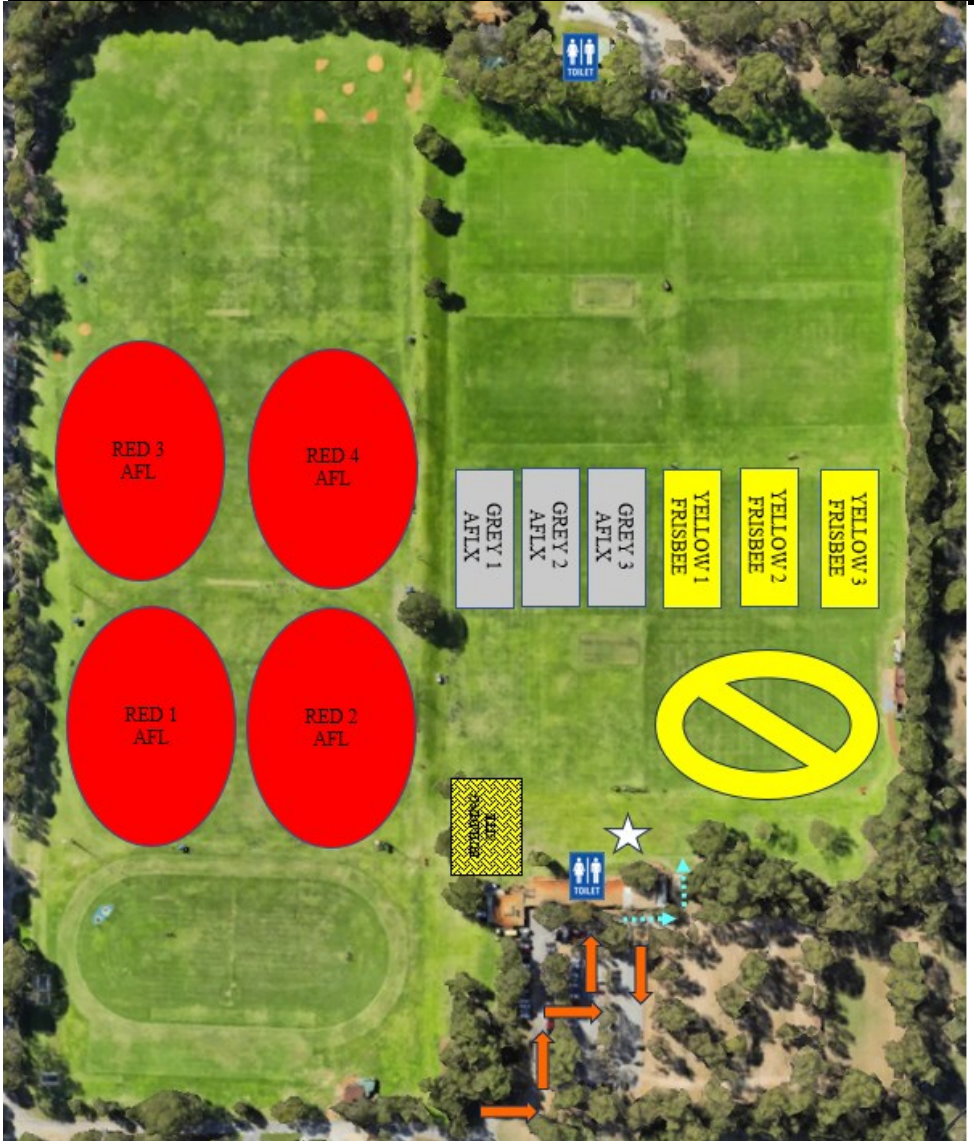 TOILET
RED 3
AFL
RED 4
AFL
GREY 1
AFLX
GREY 2
AFLX
GREY 3
AFLX
YELLOW 1
FRISBEE
YELLOW 2
FRISBEE
YELLOW 3
FRISBEE
RED 1
AFL
RED 2
AFL
TOILET